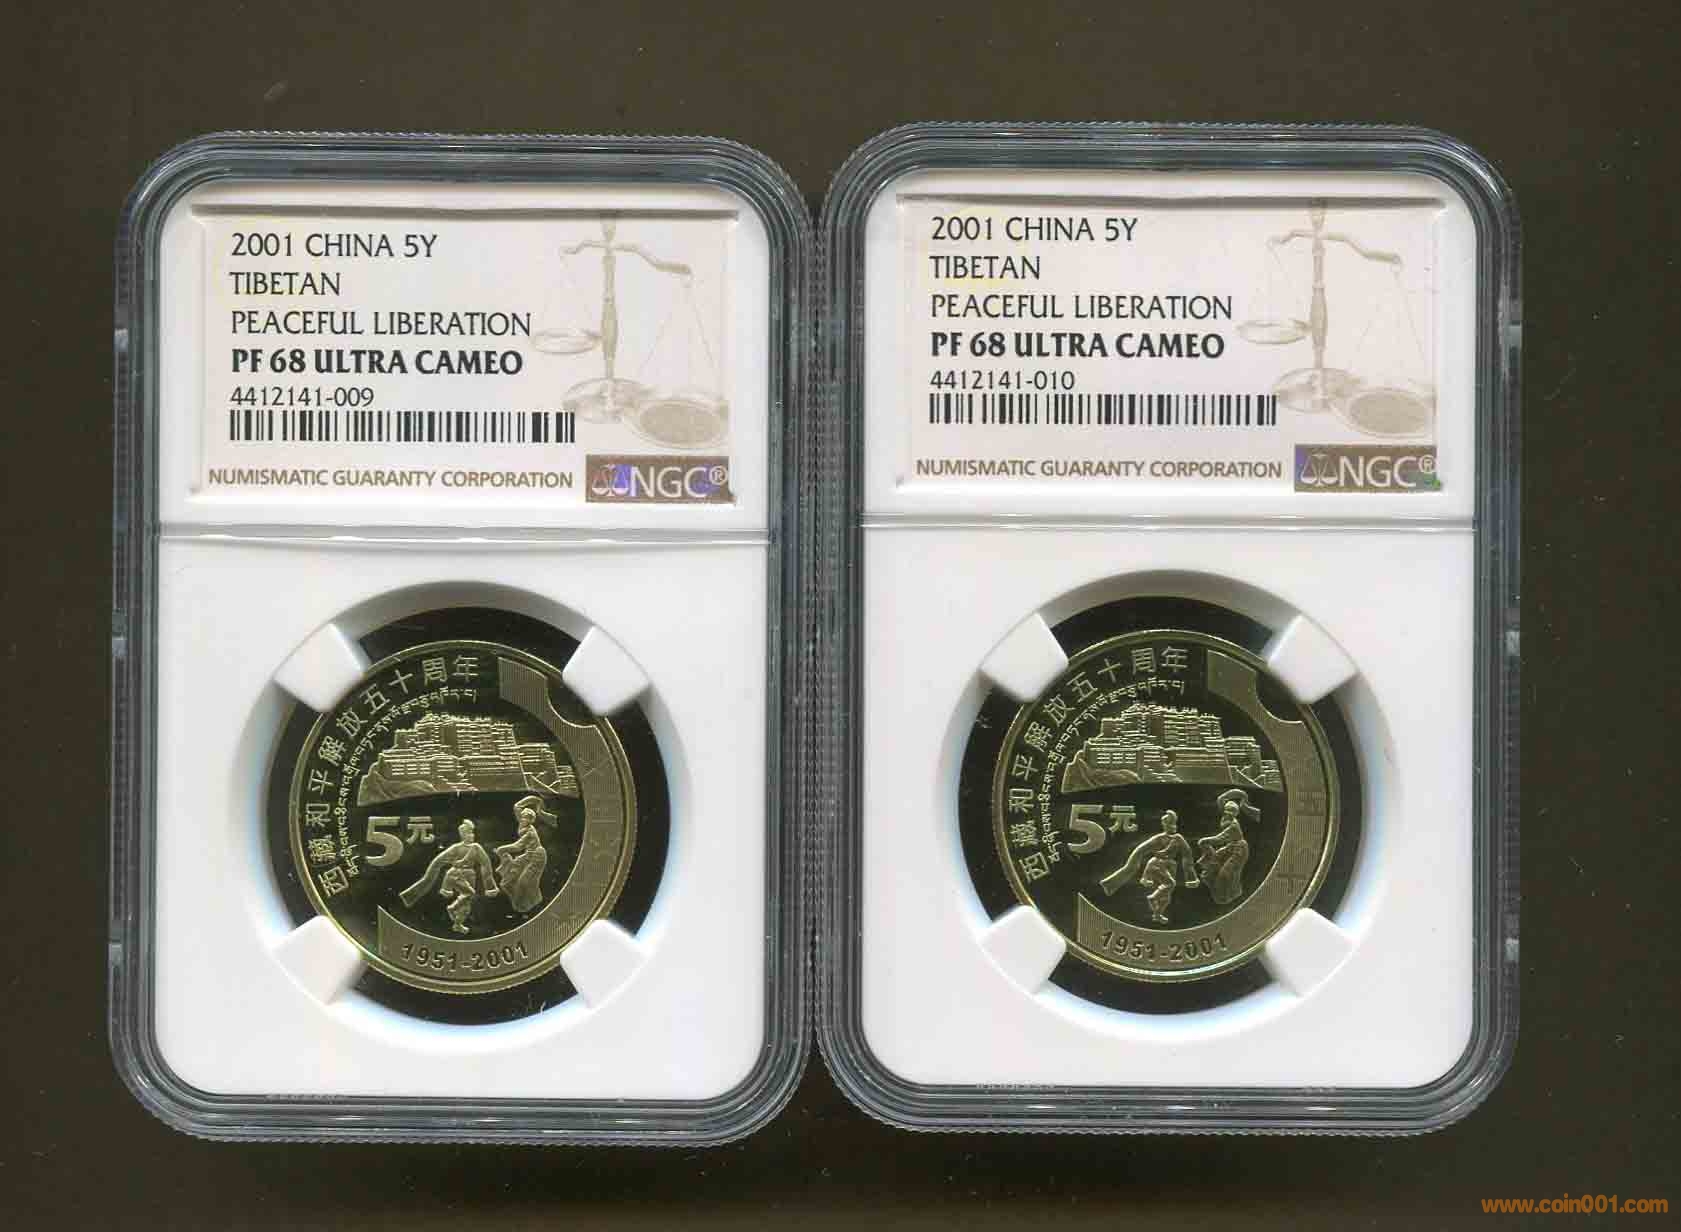 2001 CHINA 5Y
TIBETAN
PEACEFUL LIBERATION
PF 68 ULTRA CAMEO
4412141-009
NUMISMATIC GUARANTY CORPORATION
NGC®
西藏和平解放五十周年
5元
1951-2001
2001 CHINA 5Y
TIBETAN
PEACEFUL LIBERATION
PF 68 ULTRA CAMEO
4412141-010
NUMISMATIC GUARANTY CORPORATION
NGC®
西藏和平解放五十周年
5元
1951-2001
www.coin001.com